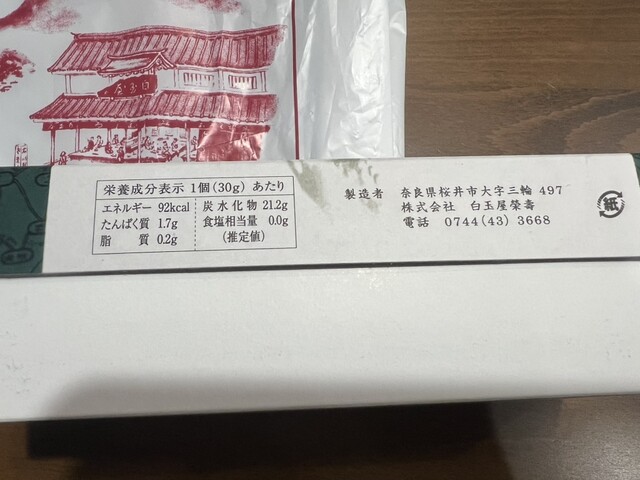 白玉屋
栄養成分表示 1個(30g) あたり
エネルギー 92kcal
たんぱく質 1.7g
脂質 0.2g
炭水化物 21.2g
食塩相当量 0.0g
(推定値)
製造者 奈良県桜井市大字三輪 497
株式会社 白玉屋榮壽
電話 0744(43) 3668
紙